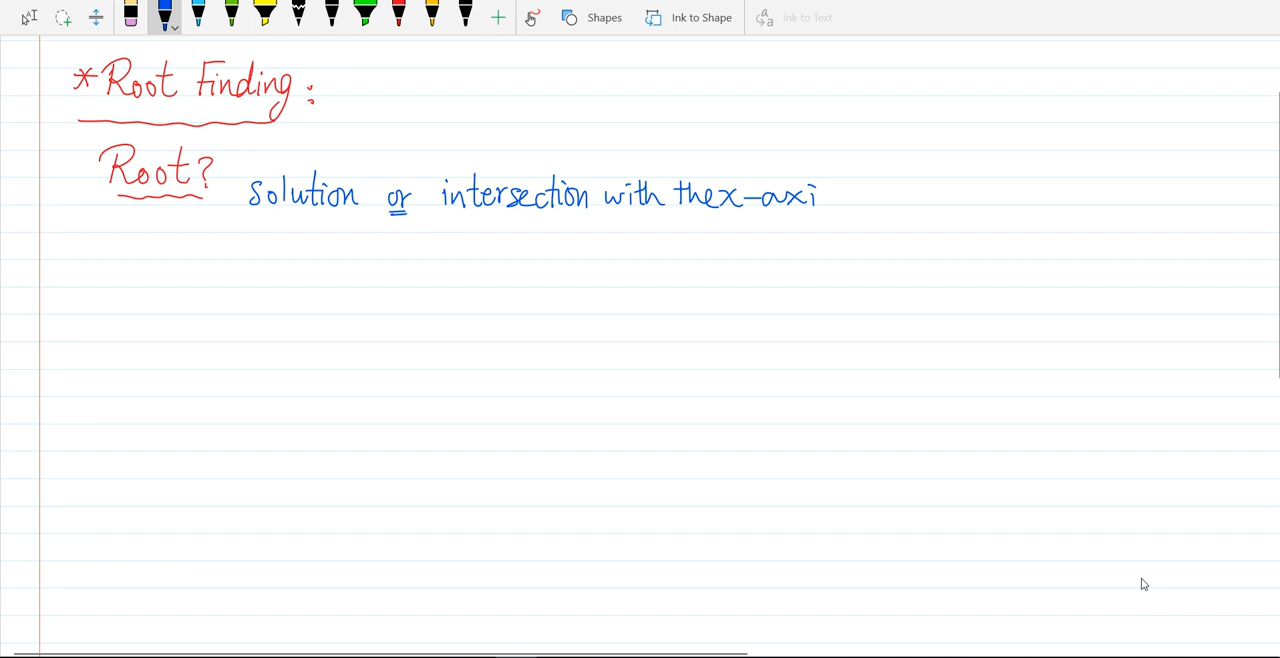 Shapes Ink to Shape Ink to Text
*Root Finding:
Root?
Solution or intersection with the x-axi